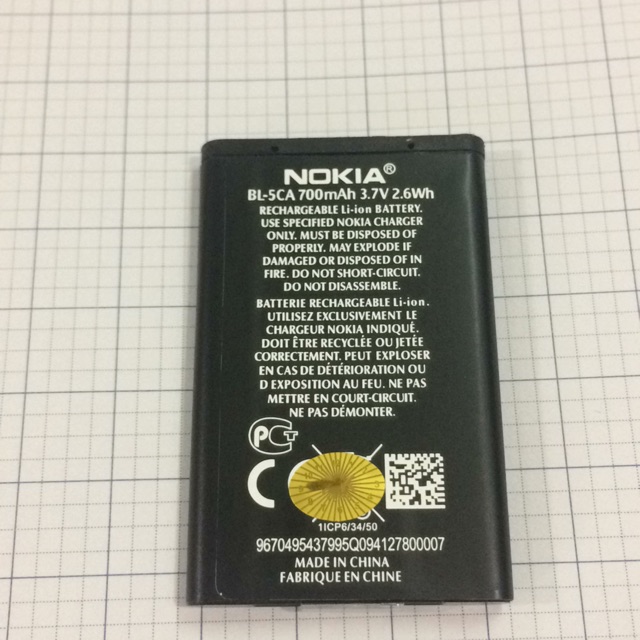 NOKIA®
BL-5CA 700mAh 3.7V 2.6Wh
RECHARGEABLE Li-ion BATTERY.
USE SPECIFIED NOKIA CHARGER
ONLY. MUST BE DISPOSED OF
PROPERLY. MAY EXPLODE IF
DAMAGED OR DISPOSED OF IN
FIRE. DO NOT SHORT-CIRCUIT.
DO NOT DISASSEMBLE.
BATTERIE RECHARGEABLE Li-ion.
UTILISEZ EXCLUSIVEMENT LE
CHARGEUR NOKIA INDIQUÉ.
DOIT ÊTRE RECYCLÉE OU JETÉE
CORRECTEMENT. PEUT EXPLOSER
EN CAS DE DÉTÉRIORATION OU
D EXPOSITION AU FEU. NE PAS
METTRE EN COURT-CIRCUIT.
NE PAS DÉMONTER.
PCT
C
1ICP6/34/50
9670495437995Q094127800007
MADE IN CHINA
FABRIQUE EN CHINE